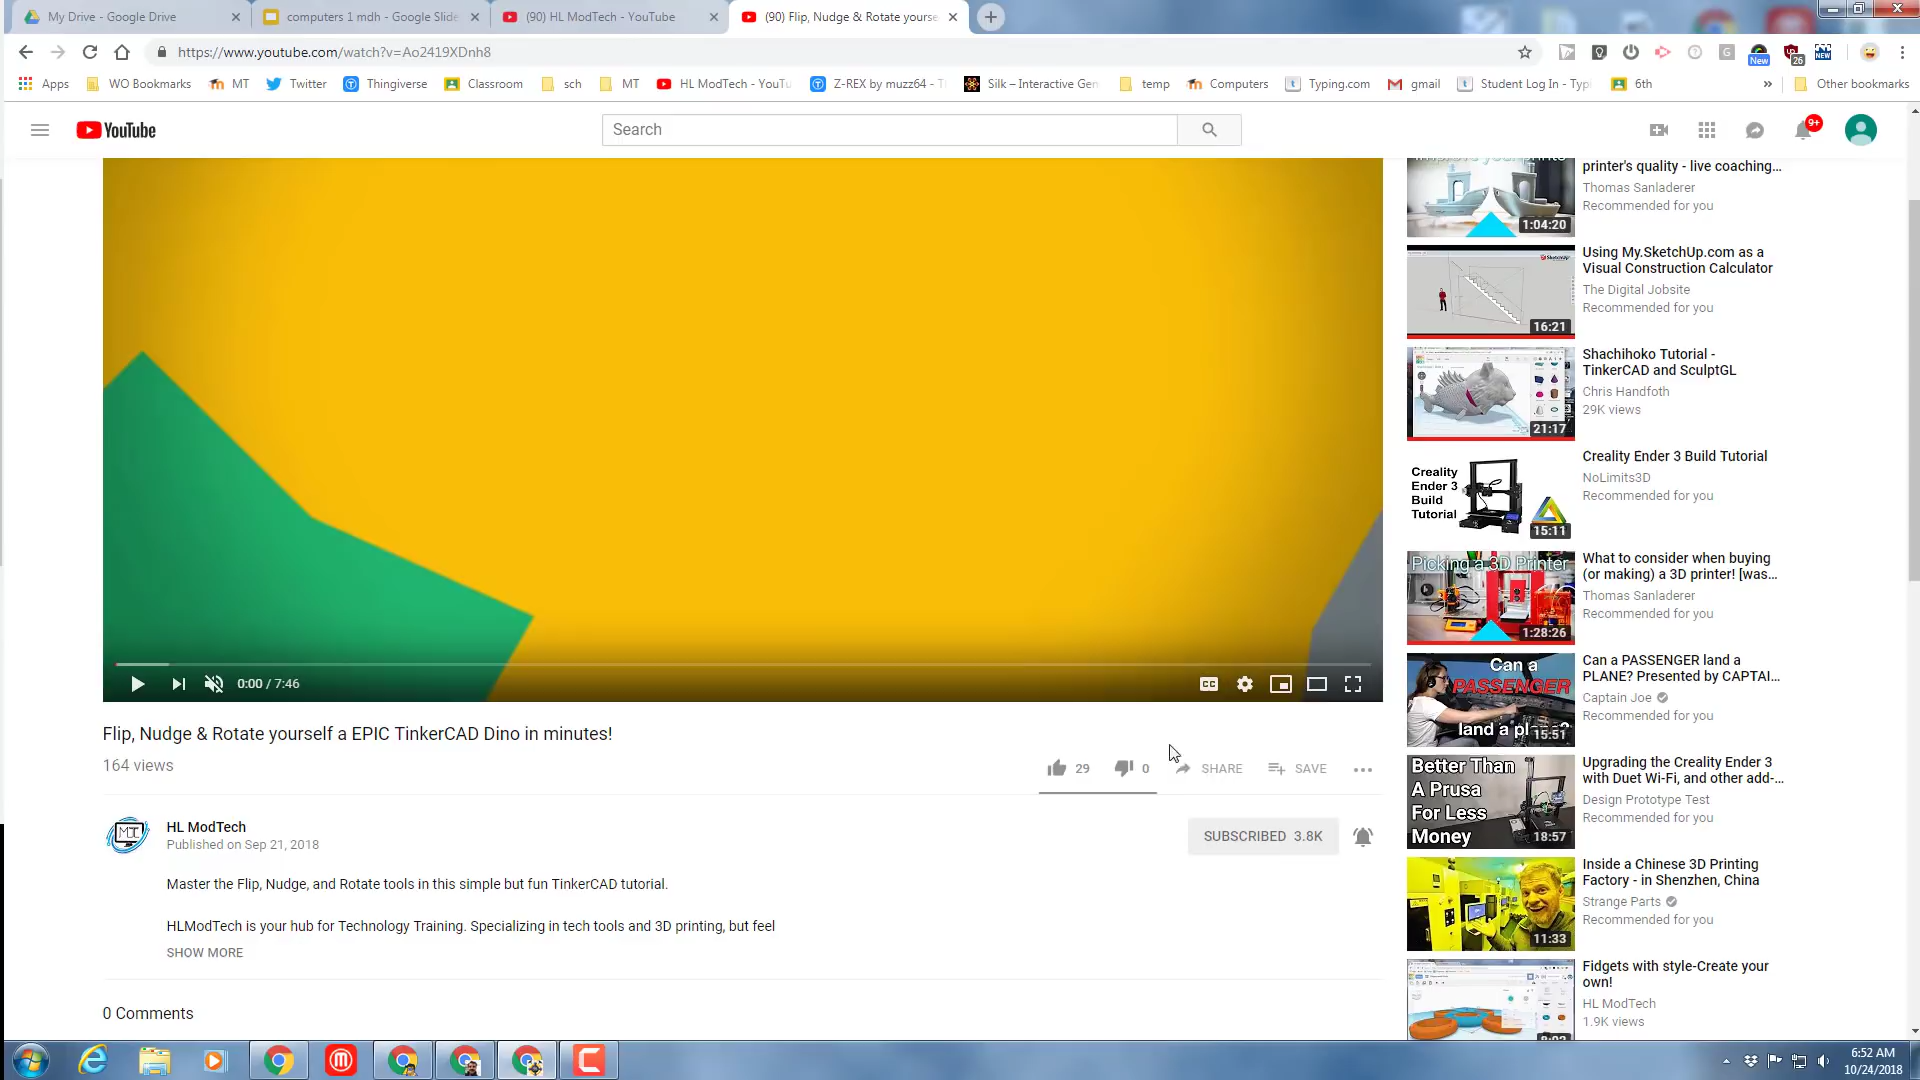 My Drive - Google Drive
computers 1 mdh - Google Slide
(90) HL ModTech - YouTube
(90) Flip, Nudge & Rotate yourse
https://www.youtube.com/watch?v=Ao2419XDnh8
New
26
NEW
Apps
WO Bookmarks
MT
Twitter
Thingiverse
Classroom
sch
MT
HL ModTech - YouTu
Z-REX by muzz64 - T
Silk – Interactive Gen
temp
Computers
Typing.com
gmail
Student Log In - Typi
6th
»
Other bookmarks
YouTube
Search
9+
printer's quality - live coaching...
Thomas Sanladerer
Recommended for you
1:04:20
Using My.SketchUp.com as a
Visual Construction Calculator
The Digital Jobsite
Recommended for you
SketchUp
16:21
Shachihoko Tutorial -
TinkerCAD and SculptGL
Chris Handfoth
29K views
21:17
Creality Ender 3 Build Tutorial
NoLimits3D
Recommended for you
Creality
Ender 3
Build
Tutorial
15:11
What to consider when buying
(or making) a 3D printer! [was...
Thomas Sanladerer
Recommended for you
Picking a 3D Printer
1:28:26
Can a PASSENGER land a
PLANE? Presented by CAPTAI...
Captain Joe
Recommended for you
Can a
PASSENGER
land a plane?
15:51
Upgrading the Creality Ender 3
with Duet Wi-Fi, and other add-...
Design Prototype Test
Recommended for you
Better Than
A Prusa
For Less
Money
18:57
Inside a Chinese 3D Printing
Factory - in Shenzhen, China
Strange Parts
Recommended for you
11:33
Fidgets with style-Create your
own!
HL ModTech
1.9K views
0:00 / 7:46
CC
Flip, Nudge & Rotate yourself a EPIC TinkerCAD Dino in minutes!
164 views
29
0
SHARE
SAVE
HL ModTech
Published on Sep 21, 2018
SUBSCRIBED 3.8K
Master the Flip, Nudge, and Rotate tools in this simple but fun TinkerCAD tutorial.
HLModTech is your hub for Technology Training. Specializing in tech tools and 3D printing, but feel
SHOW MORE
0 Comments
6:52 AM
10/24/2018